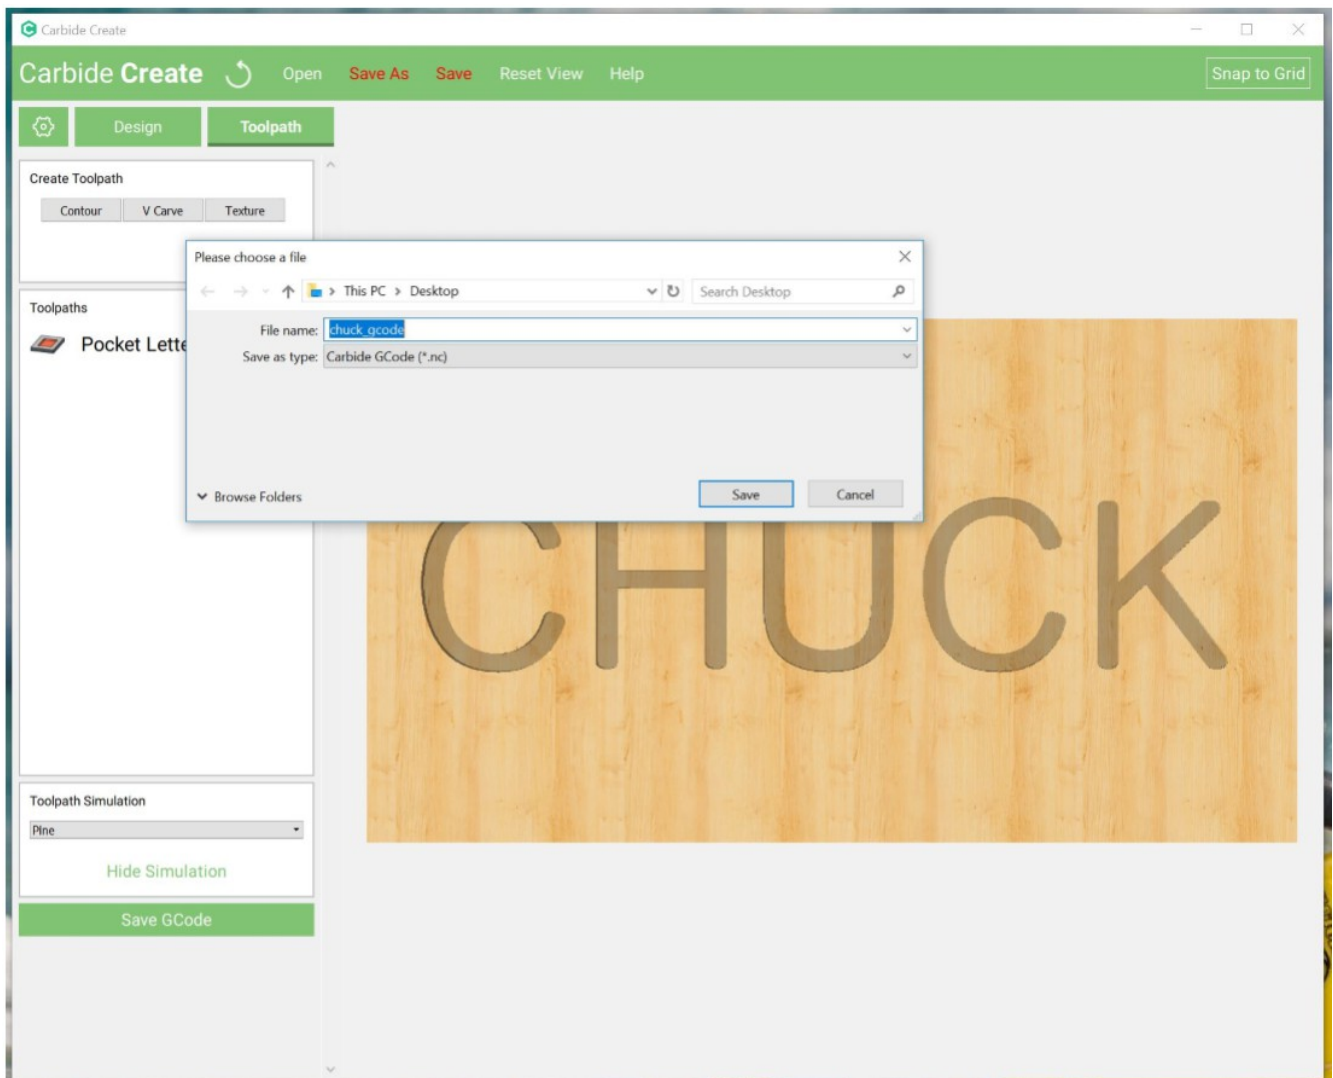 Carbide Create
Carbide Create Open Save As Save Reset View Help Snap to Grid
Design Toolpath
Create Toolpath
Contour V Carve Texture
Please choose a file
This PC > Desktop Search Desktop
Toolpaths
File name: chuck_gcode
Pocket Lette
Save as type: Carbide GCode (*.nc)
Browse Folders Save Cancel
CHUCK
Toolpath Simulation
Pine
Hide Simulation
Save GCode